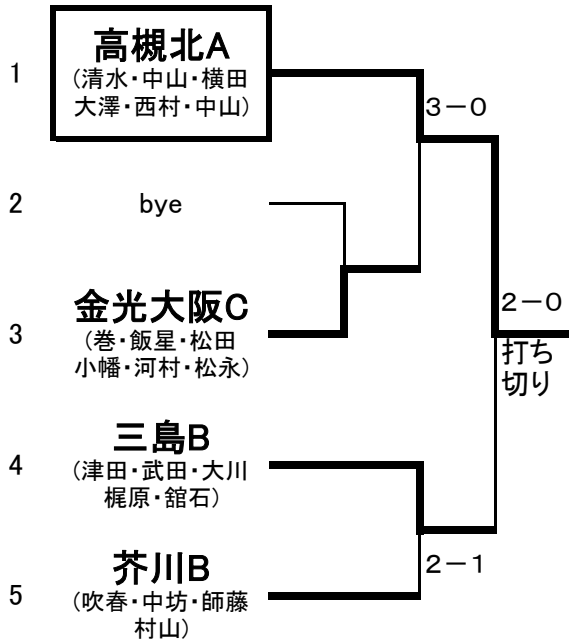 1
高槻北A
(清水・中山・横田
大澤・西村・中山)
3－0
2
bye
金光大阪C
3
(巻・飯星・松田
小幡・河村・松永)
2－0
打ち
切り
三島B
4
(津田・武田・大川
梶原・舘石)
芥川B
2－1
5
(吹春・中坊・師藤
村山)